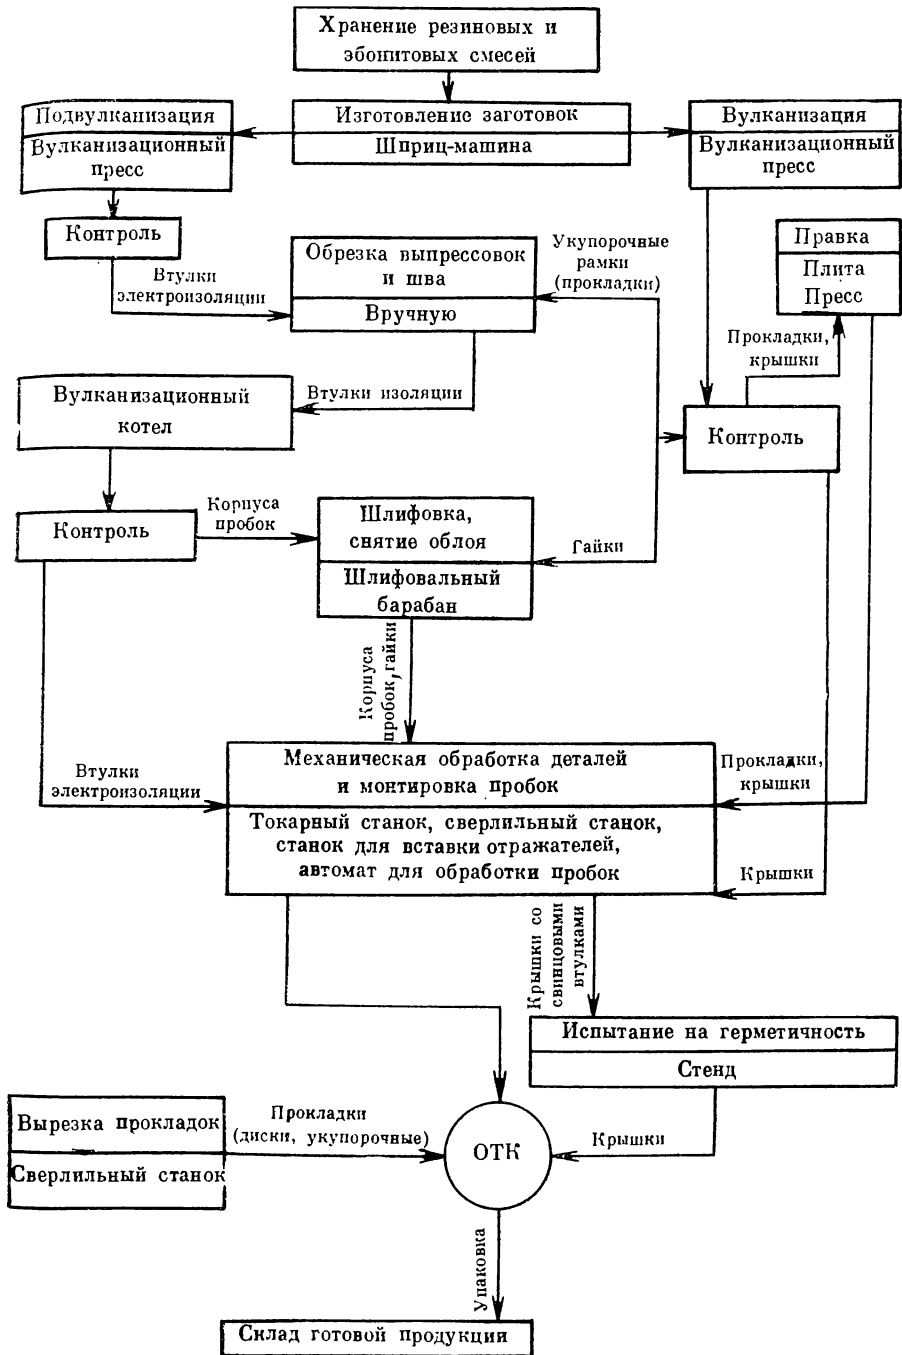 Хранение резиновых и
эбонитовых смесей
Подвулканизация
Вулканизационный
пресс
Изготовление заготовок
Шприц-машина
Вулканизация
Вулканизационный
пресс
Контроль
Втулки
электроизоляции
Обрезка выпрессовок
и шва
Вручную
Укупорочные
рамки
(прокладки)
Правка
Плита
Пресс
Прокладки,
крышки
Вулканизационный
котел
Втулки изоляции
Контроль
Контроль
Корпуса
пробок
Шлифовка,
снятие облоя
Шлифовальный
барабан
Гайки
Корпуса
пробок, гайки
Втулки
электроизоляции
Механическая обработка деталей
и монтировка пробок
Токарный станок, сверлильный станок,
станок для вставки отражателей,
автомат для обработки пробок
Прокладки,
крышки
Крышки
Крышки со
свинцовыми
втулками
Испытание на герметичность
Стенд
Вырезка прокладок
Сверлильный станок
Прокладки
(диски, укупорочные)
ОТК
Крышки
Упаковка
Склад готовой продукции